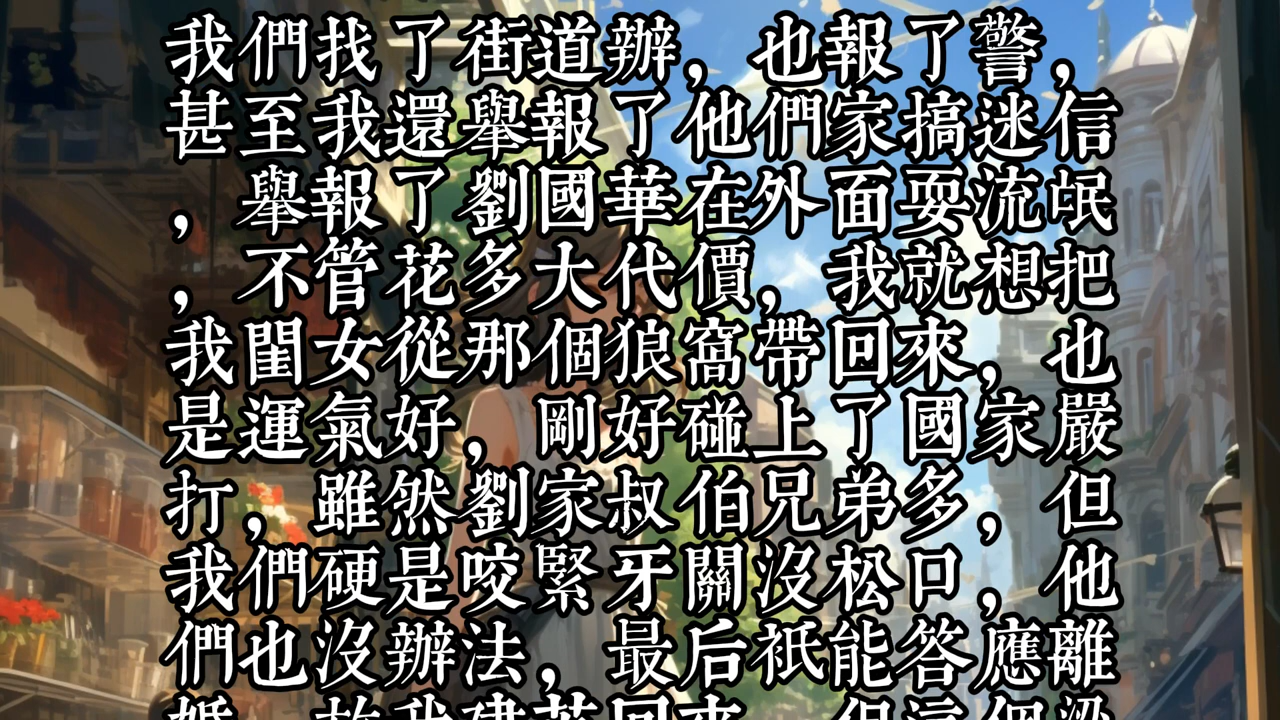 我們找了街道辦，也報了警，
甚至我還舉報了他們家搞迷信
，舉報了劉國華在外面耍流氓
，不管花多大代價，我就想把
我閨女從那個狼窩帶回來，也
是運氣好，剛好碰上了國家嚴
打，雖然劉家叔伯兄弟多，但
我們硬是咬緊牙關沒松口，他
們也沒辦法，最后祇能答應離